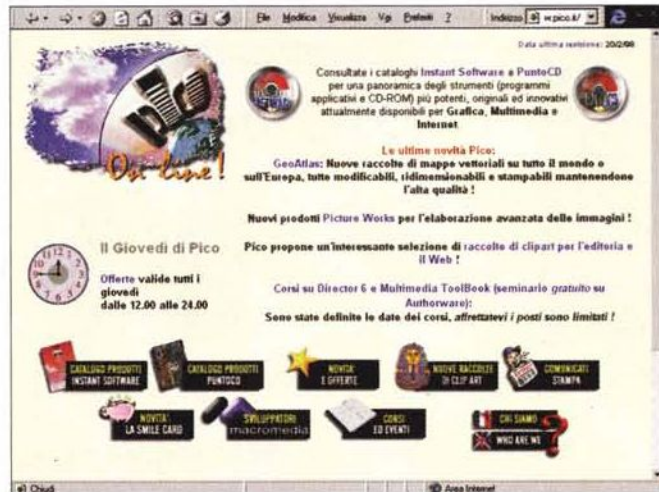 File Modifica Visualizza Vai Preferiti ?
Indirizzo w.pico.it/
Data ultima revisione: 20/2/98
On line!
Consultate i cataloghi Instant Software e PuntoCD
per una panoramica degli strumenti (programmi
applicativi e CD-ROM) più potenti, originali ed innovativi
attualmente disponibili per Grafica, Multimedia e
Internet
Le ultime novità Pico:
GeoAtlas: Nuove raccolte di mappe vettoriali su tutto il mondo o
sull'Europa, tutte modificabili, ridimensionabili e stampabili mantenendone
l'alta qualità !
Nuovi prodotti Picture Works per l'elaborazione avanzata delle immagini !
Il Giovedì di Pico
Offerte valide tutti i
giovedì
dalle 12.00 alle 24.00
Pico propone un'interessante selezione di raccolte di clipart per l'editoria e
il Web !
Corsi su Director 6 e Multimedia ToolBook (seminario gratuito su
Authorware):
Sono state definite le date dei corsi, affrettatevi i posti sono limitati !
CATALOGO PRODOTTI
INSTANT SOFTWARE
CATALOGO PRODOTTI
PUNTOCD
NOVITA'
E OFFERTE
NUOVE RACCOLTE
DI CLIP ART
COMUNICATI
STAMPA
NOVITA'
LA SMILE CARD
SVILUPPATORI
macromedia
CORSI
ED EVENTI
CHI SIAMO
WHO ARE WE
?
Chiudi
Area Internet